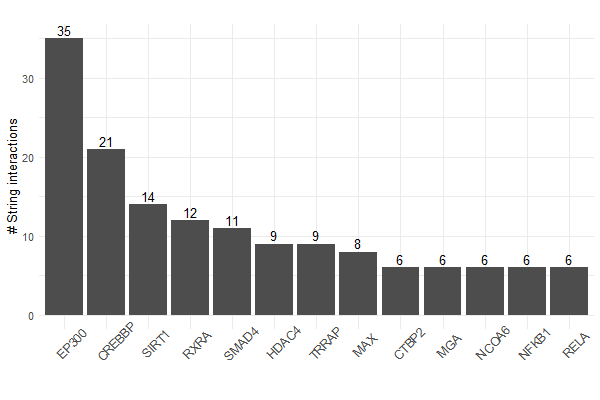 # String interactions
30
20
10
0
35
21
14
12
11
9
9
8
6
6
6
6
6
EP300
CREBBP
SIRT1
RXRA
SMAD4
HDAC4
TRRAP
MAX
CTBP2
MGA
NCOA6
NFKB1
RELA